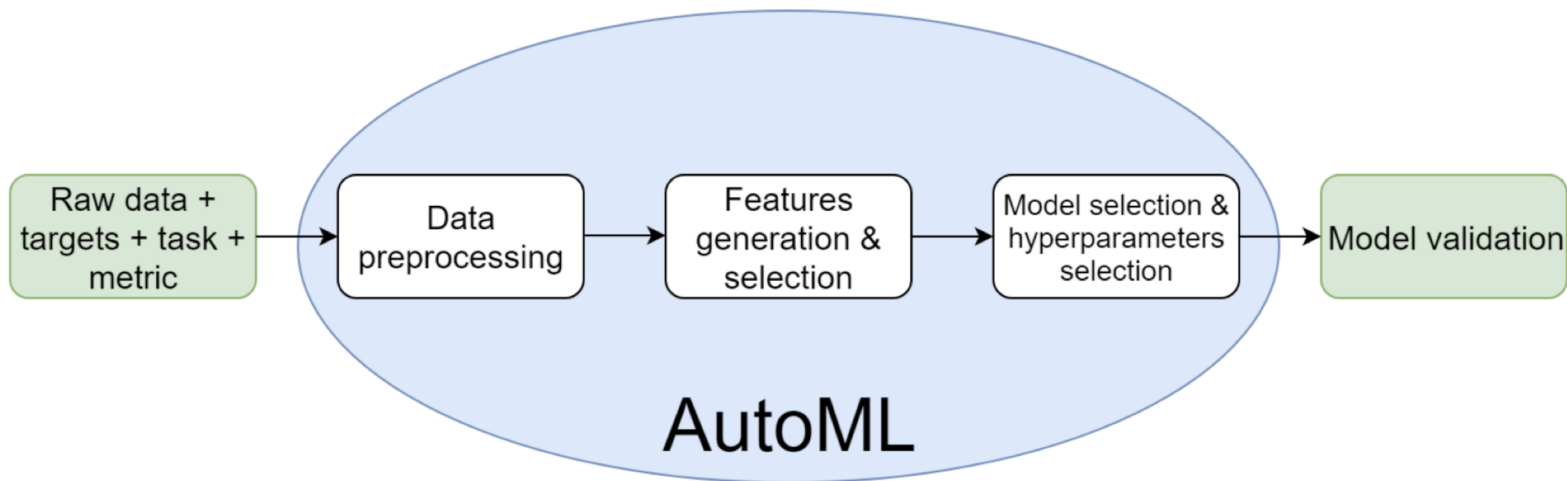 Raw data +
targets + task +
metric
Data
preprocessing
Features
generation &
selection
Model selection &
hyperparameters
selection
Model validation
AutoML